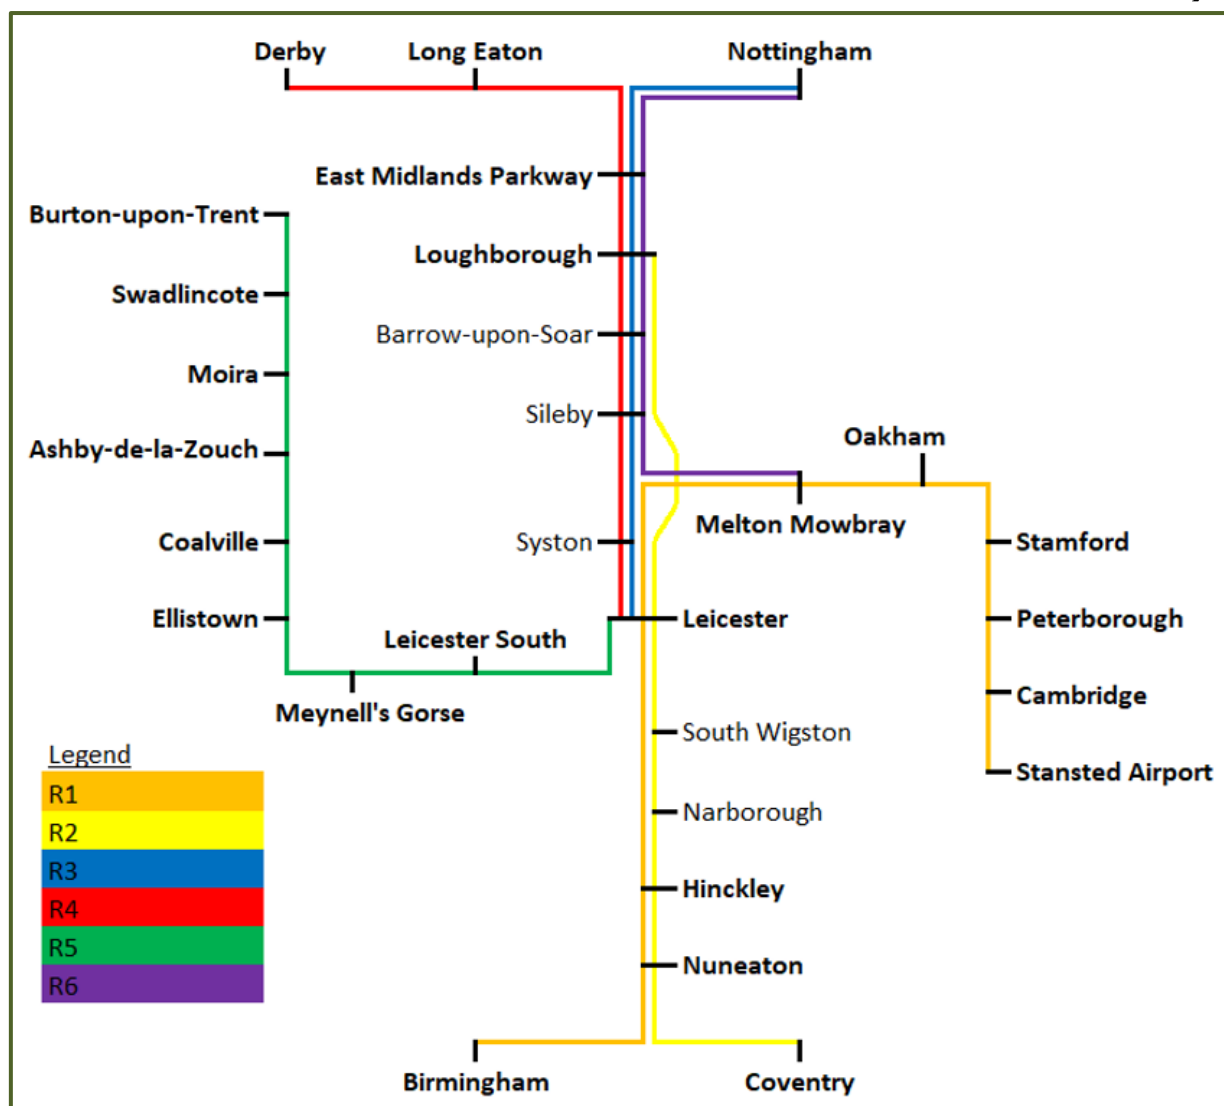 Derby
Long Eaton
Nottingham
East Midlands Parkway
Burton-upon-Trent
Loughborough
Swadlincote
Barrow-upon-Soar
Moira
Sileby
Oakham
Ashby-de-la-Zouch
Melton Mowbray
Coalville
Syston
Stamford
Ellistown
Leicester South
Leicester
Peterborough
Meynell's Gorse
Cambridge
South Wigston
Stansted Airport
Narborough
Hinckley
Nuneaton
Birmingham
Coventry
Legend
R1
R2
R3
R4
R5
R6